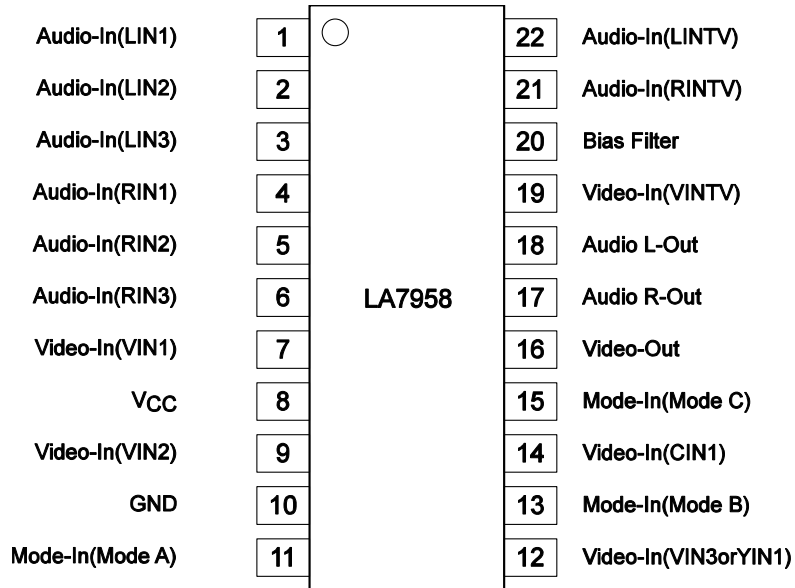 Audio-In(LIN1) 1 22 Audio-In(LINTV)
Audio-In(LIN2) 2 21 Audio-In(RINTV)
Audio-In(LIN3) 3 20 Bias Filter
Audio-In(RIN1) 4 19 Video-In(VINTV)
Audio-In(RIN2) 5 18 Audio L-Out
Audio-In(RIN3) 6 LA7958 17 Audio R-Out
Video-In(VIN1) 7 16 Video-Out
VCC 8 15 Mode-In(Mode C)
Video-In(VIN2) 9 14 Video-In(CIN1)
GND 10 13 Mode-In(Mode B)
Mode-In(Mode A) 11 12 Video-In(VIN3orYIN1)